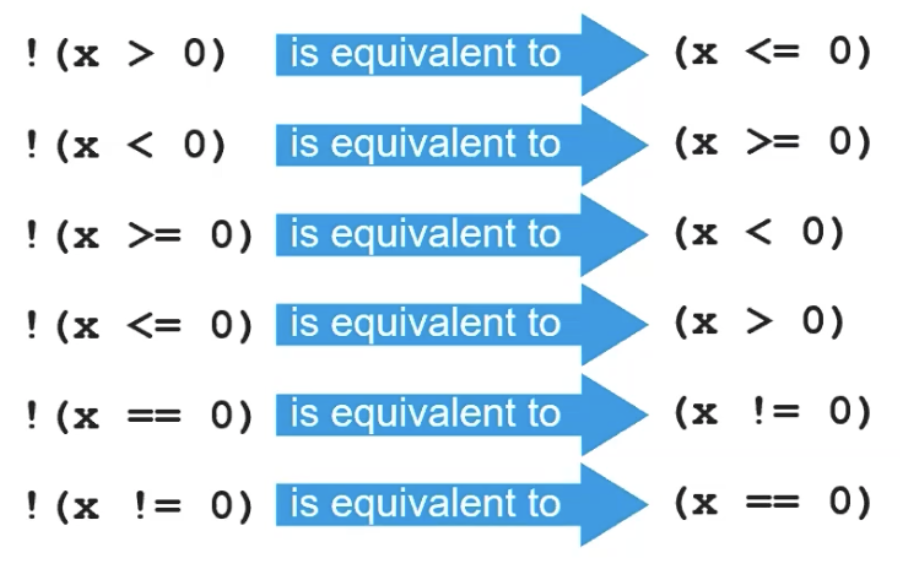 !(x > 0) is equivalent to (x <= 0)
!(x < 0) is equivalent to (x >= 0)
!(x >= 0) is equivalent to (x < 0)
!(x <= 0) is equivalent to (x > 0)
!(x == 0) is equivalent to (x != 0)
!(x != 0) is equivalent to (x == 0)